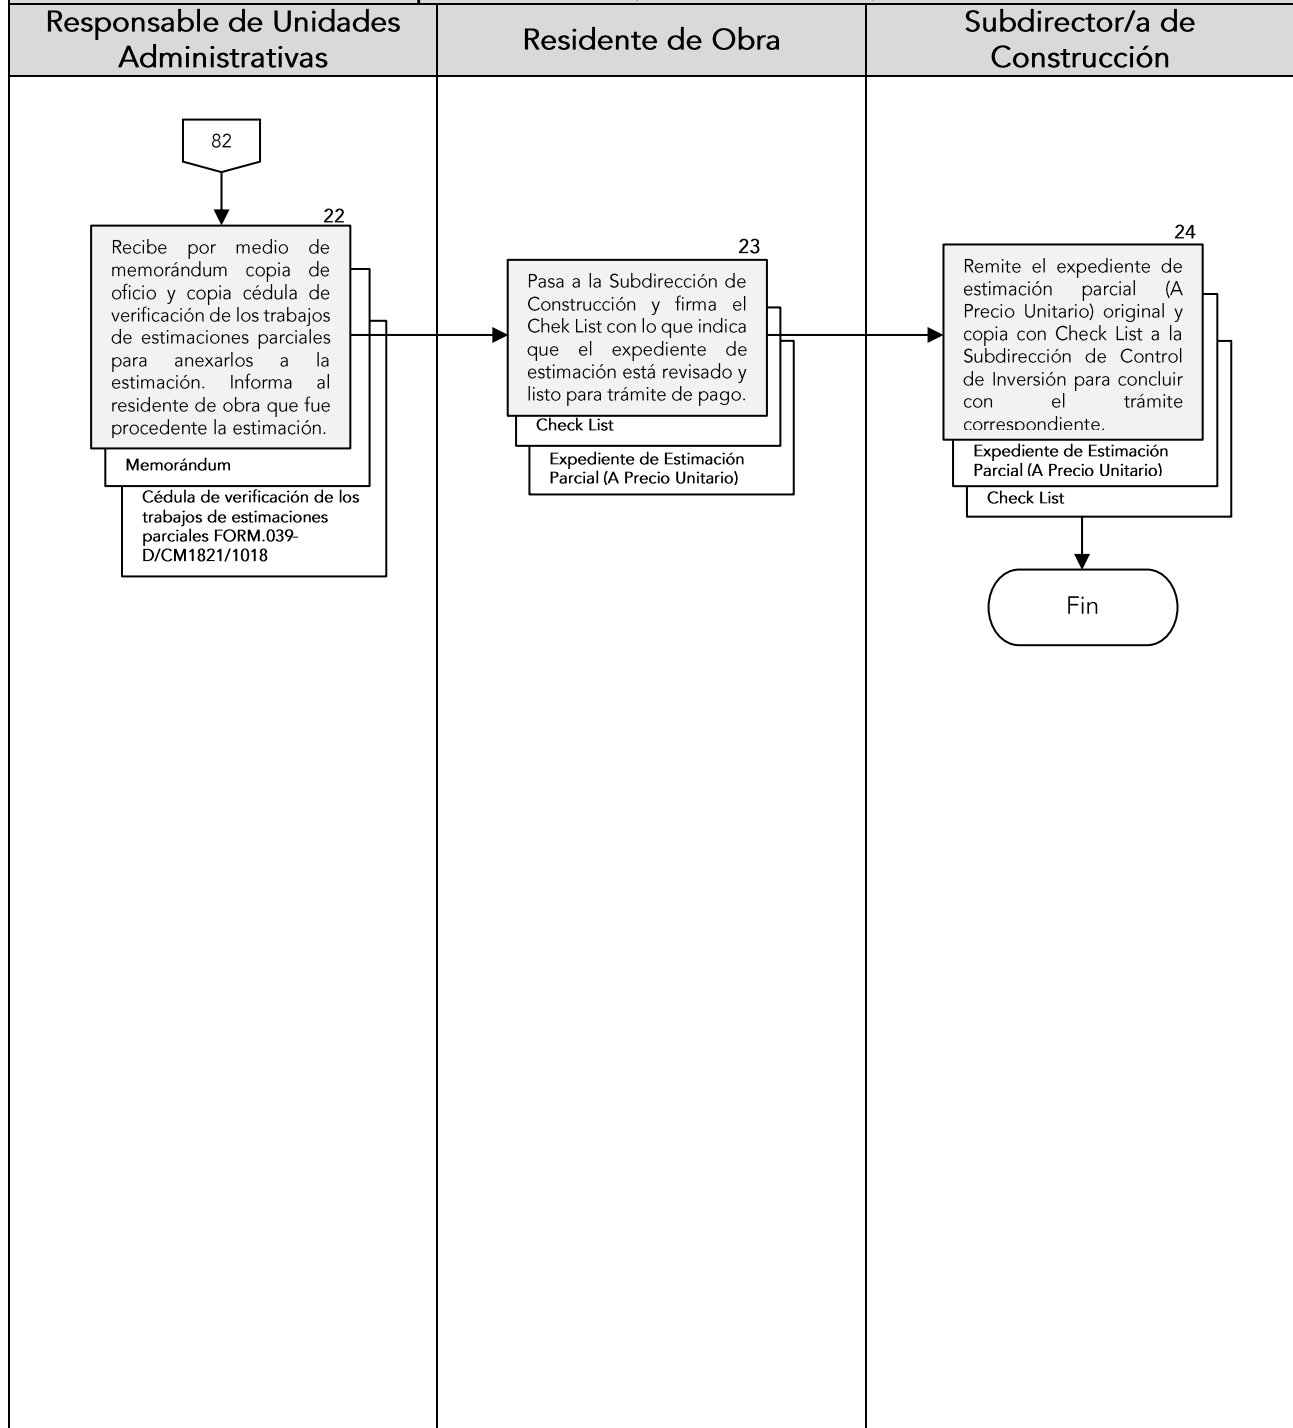 Responsable de Unidades
Administrativas
Residente de Obra
Subdirector/a de
Construcción
82
22
Recibe por medio de
memorándum copia de
oficio y copia cédula de
verificación de los trabajos
de estimaciones parciales
para anexarlos a la
estimación. Informa al
residente de obra que fue
procedente la estimación.
Memorándum
Cédula de verificación de los
trabajos de estimaciones
parciales FORM.039-
D/CM1821/1018
23
Pasa a la Subdirección de
Construcción y firma el
Chek List con lo que indica
que el expediente de
estimación está revisado y
listo para trámite de pago.
Check List
Expediente de Estimación
Parcial (A Precio Unitario)
24
Remite el expediente de
estimación parcial (A
Precio Unitario) original y
copia con Check List a la
Subdirección de Control
de Inversión para concluir
con el trámite
correspondiente.
Expediente de Estimación
Parcial (A Precio Unitario)
Check List
Fin